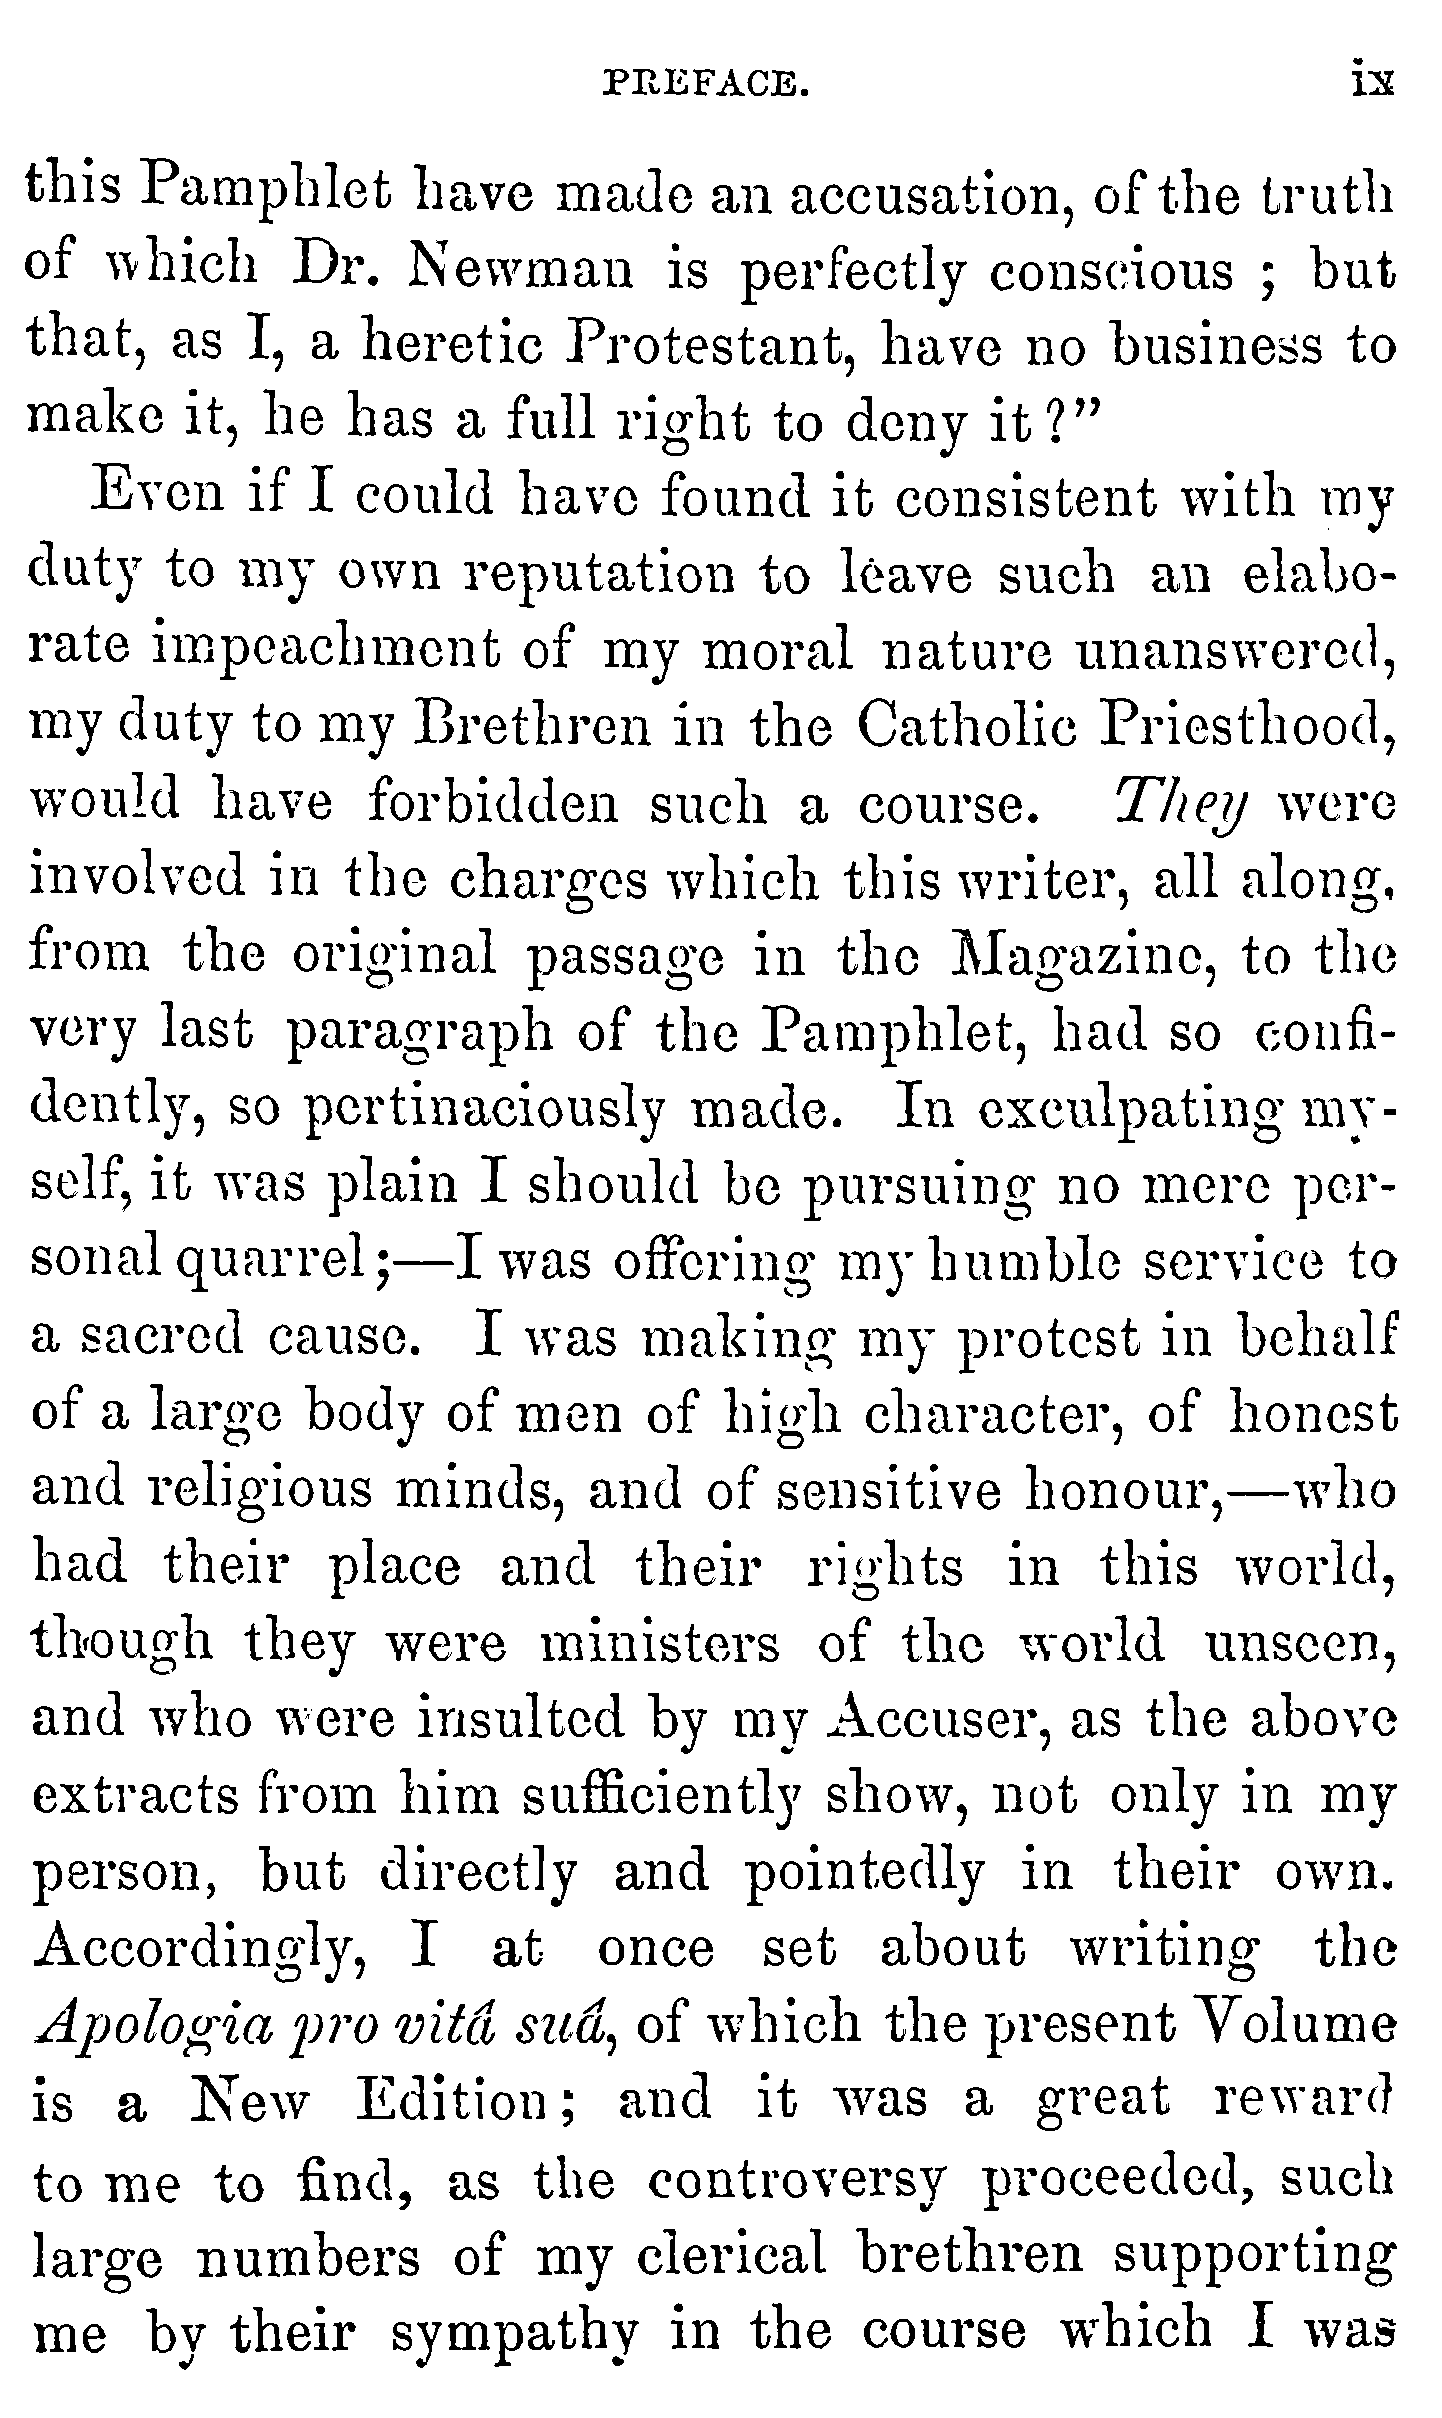 PREFACE. ix
this Pamphlet have made an accusation, of the truth
of which Dr. Newman is perfectly conscious ; but
that, as I, a heretic Protestant, have no business to
make it, he has a full right to deny it?”
Even if I could have found it consistent with my
duty to my own reputation to leave such an elabo-
rate impeachment of my moral nature unanswered,
my duty to my Brethren in the Catholic Priesthood,
would have forbidden such a course. They were
involved in the charges which this writer, all along,
from the original passage in the Magazine, to the
very last paragraph of the Pamphlet, had so confi-
dently, so pertinaciously made. In exculpating my-
self, it was plain I should be pursuing no mere per-
sonal quarrel;—I was offering my humble service to
a sacred cause. I was making my protest in behalf
of a large body of men of high character, of honest
and religious minds, and of sensitive honour,—who
had their place and their rights in this world,
though they were ministers of the world unseen,
and who were insulted by my Accuser, as the above
extracts from him sufficiently show, not only in my
person, but directly and pointedly in their own.
Accordingly, I at once set about writing the
Apologia pro vitâ suâ, of which the present Volume
is a New Edition; and it was a great reward
to me to find, as the controversy proceeded, such
large numbers of my clerical brethren supporting
me by their sympathy in the course which I was